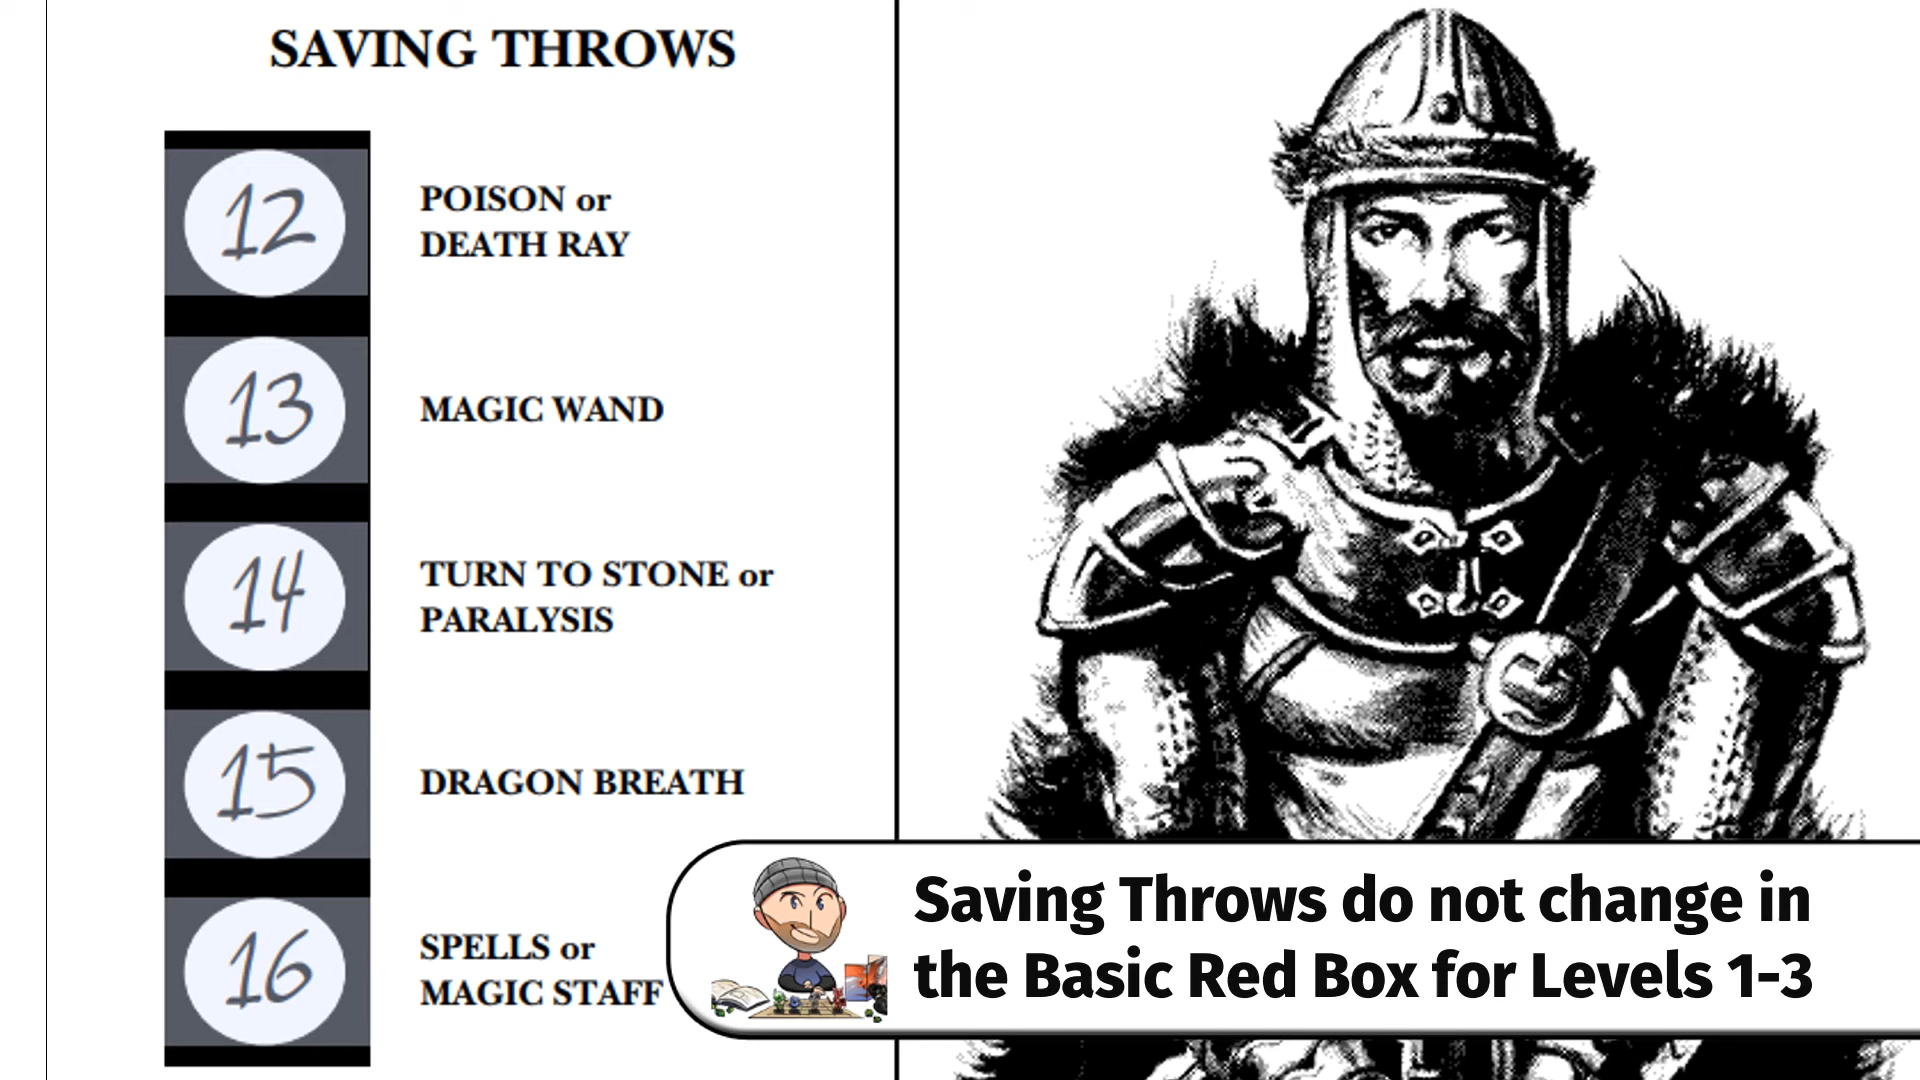 SAVING THROWS
12
POISON or
DEATH RAY
13
MAGIC WAND
14
TURN TO STONE or
PARALYSIS
15
DRAGON BREATH
16
SPELLS or
MAGIC STAFF
Saving Throws do not change in
the Basic Red Box for Levels 1-3